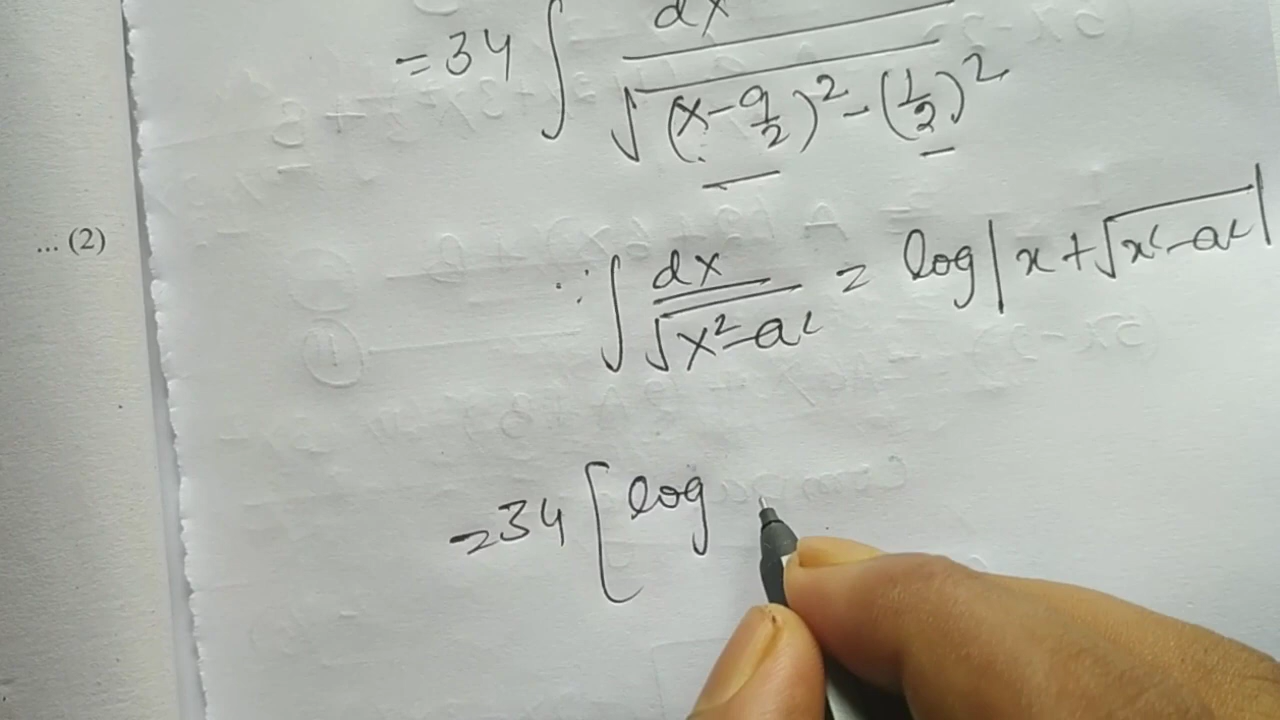 = 34 ∫ dx / √((x - 9/2)² - (1/2)²)
... (2)
∵ ∫ dx / √(x² - a²) = log | x + √(x² - a²) |
= 34 [ log